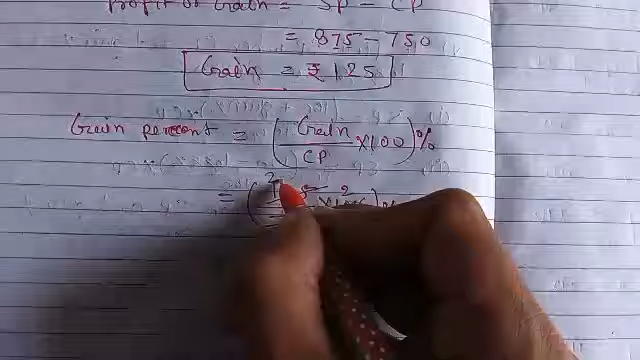 Profit or Gain = SP - CP
= 875 - 750
Gain = ₹ 125
Gain percent = (Gain/CP × 100)%
= (